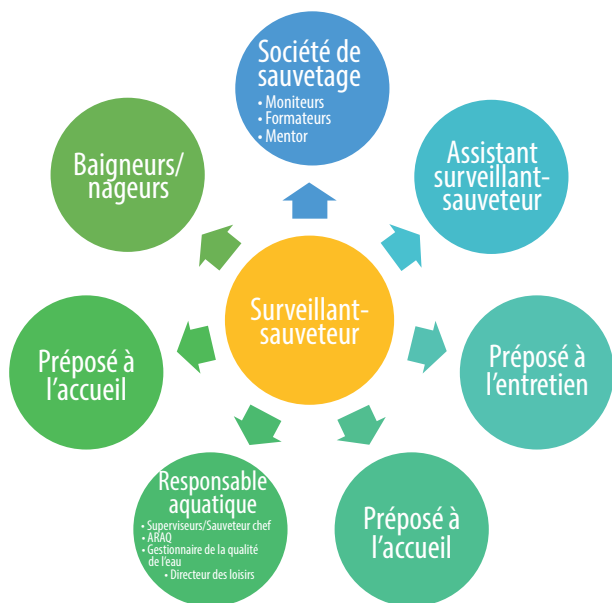 Société de
sauvetage
• Moniteurs
• Formateurs
• Mentor
Assistant
surveillant-
sauveteur
Préposé à
l'entretien
Préposé à
l'accueil
Responsable
aquatique
• Superviseurs/Sauveteur chef
• ARAQ
• Gestionnaire de la qualité
de l'eau
• Directeur des loisirs
Préposé à
l'accueil
Baigneurs/
nageurs
Surveillant-
sauveteur